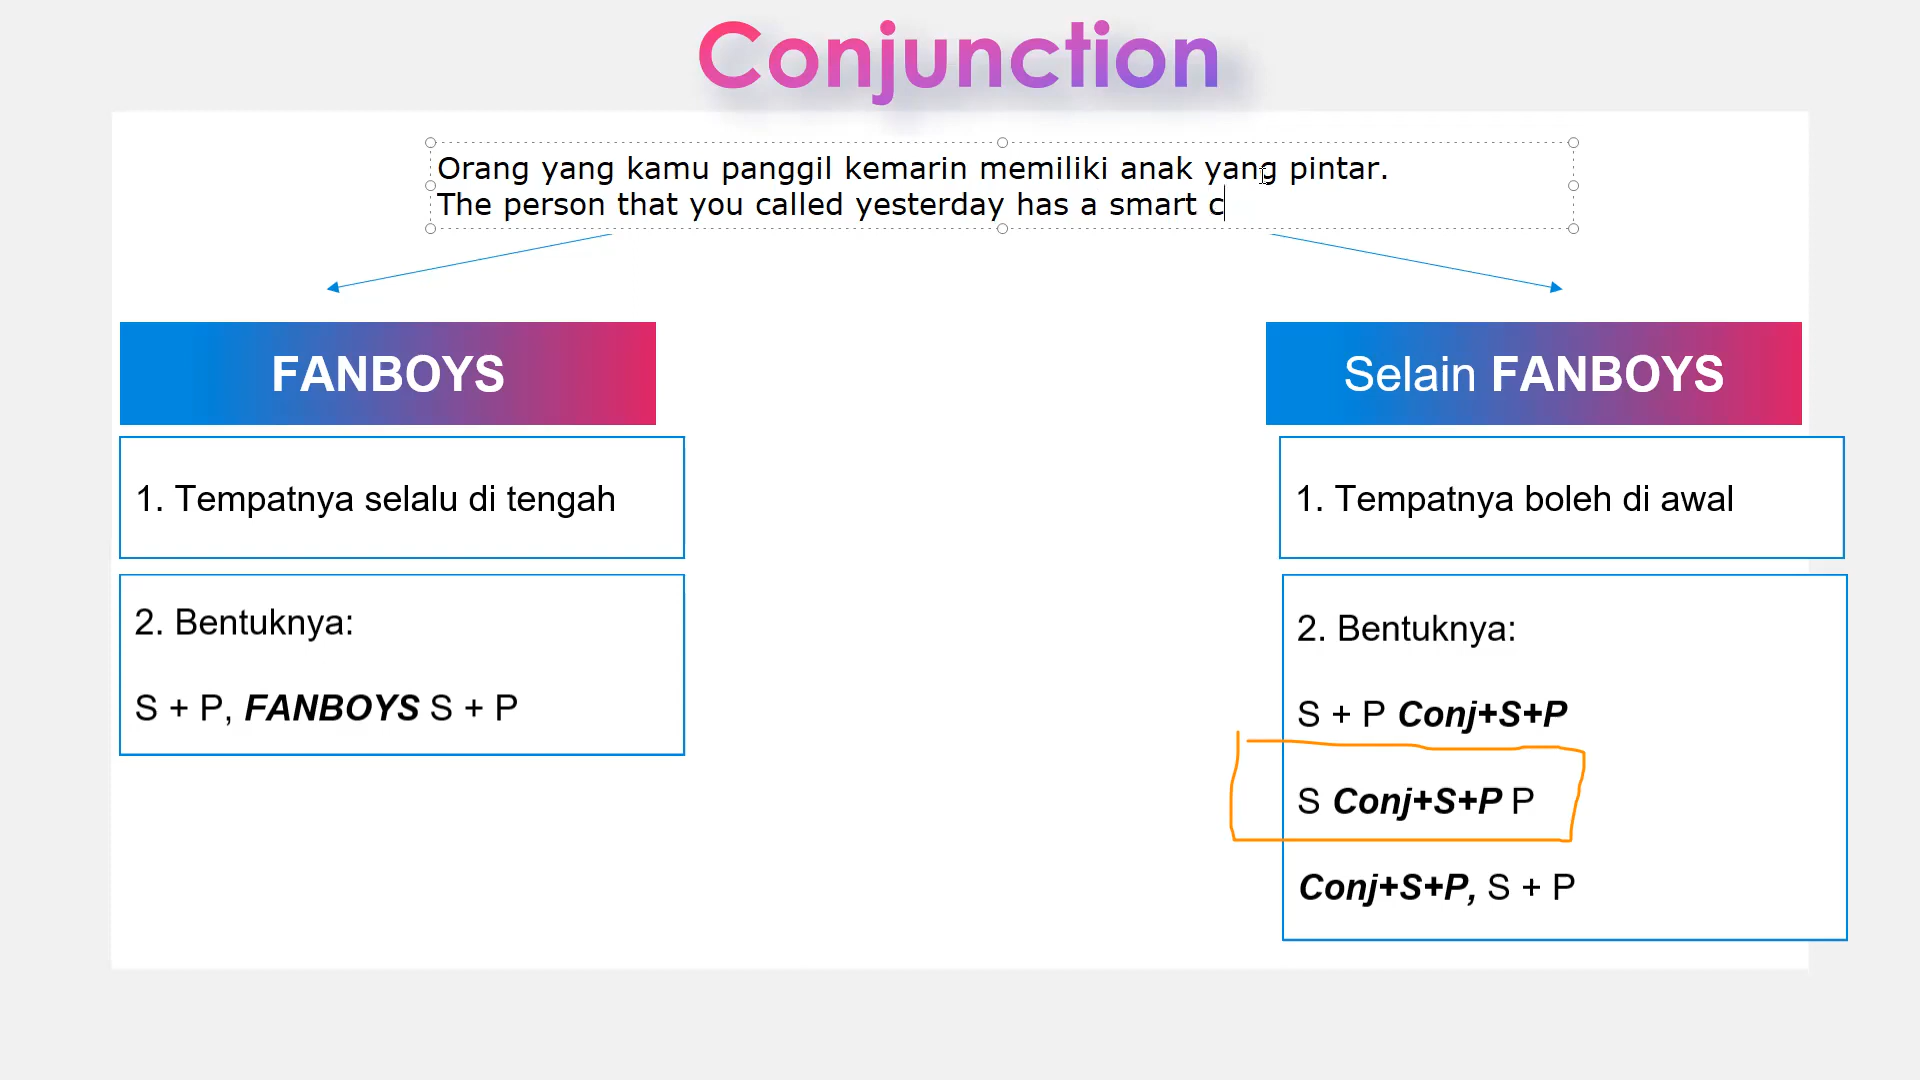 Conjunction
Orang yang kamu panggil kemarin memiliki anak yang pintar.
The person that you called yesterday has a smart c
FANBOYS
1. Tempatnya selalu di tengah
2. Bentuknya:
S + P, FANBOYS S + P
Selain FANBOYS
1. Tempatnya boleh di awal
2. Bentuknya:
S + P Conj+S+P
S Conj+S+P P
Conj+S+P, S + P